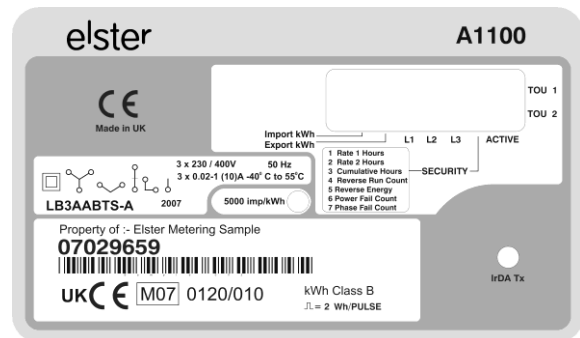 elster
A1100
TOU 1
TOU 2
CE
Made in UK
Import kWh
Export kWh
L1 L2 L3 ACTIVE
1 Rate 1 Hours
2 Rate 2 Hours
3 Cumulative Hours
4 Reverse Run Count
5 Reverse Energy
6 Power Fail Count
7 Phase Fail Count
SECURITY
3 x 230 / 400V 50 Hz
3 x 0.02-1 (10)A -40° C to 55°C
LB3AABTS-A 2007
5000 imp/kWh
Property of :- Elster Metering Sample
07029659
UK CE M07 0120/010
kWh Class B
= 2 Wh/PULSE
IrDA Tx